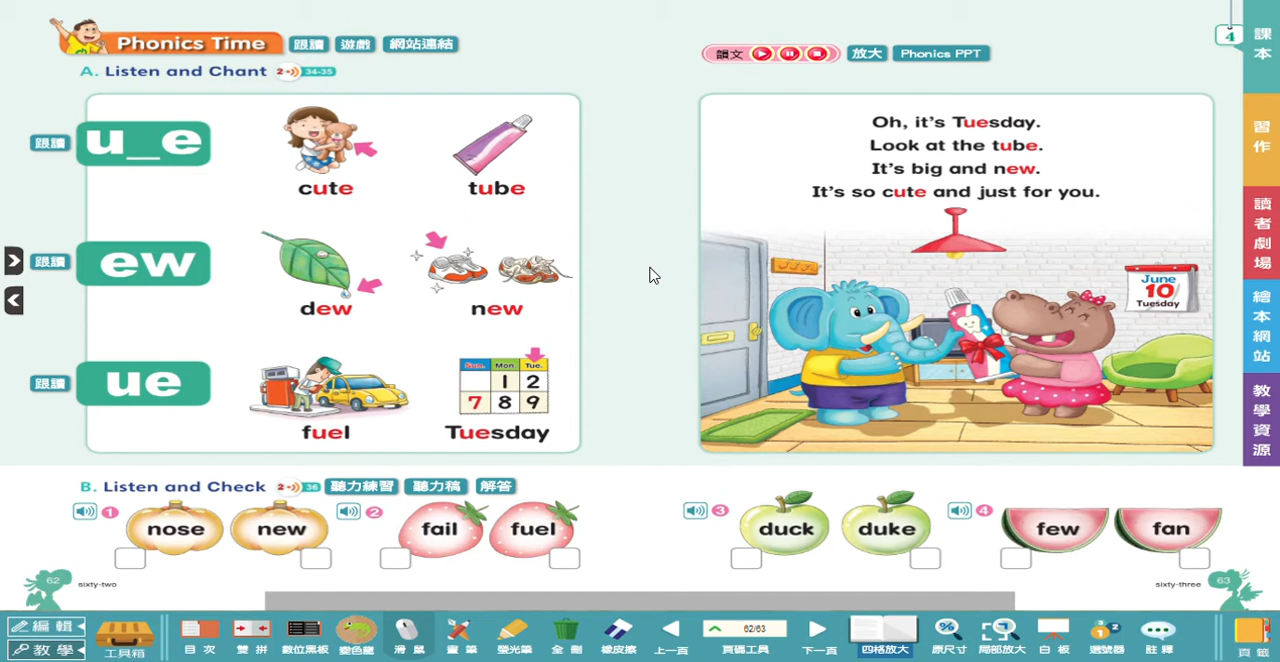 Phonics Time 跟讀 遊戲 網站連結
A. Listen and Chant 2 34-35
跟讀 u_e
cute tube
跟讀 ew
dew new
跟讀 ue
Sun. Mon. Tue.
1 2
7 8 9
fuel Tuesday
韻文 放大 Phonics PPT
Oh, it's Tuesday.
Look at the tube.
It's big and new.
It's so cute and just for you.
June
10
Tuesday
B. Listen and Check 2 36 聽力練習 聽力稿 解答
1 nose new 2 fail fuel 3 duck duke 4 few fan
62 sixty-two
sixty-three 63
4 課本
習作
讀者劇場
繪本網站
教學資源
編輯
教學
工具箱 目次 雙拼 數位黑板 變色龍 滑鼠 畫筆 螢光筆 全刪 橡皮擦 上一頁 62/63 頁碼工具 下一頁 四格放大 原尺寸 局部放大 白板 選號器 註釋 頁籤